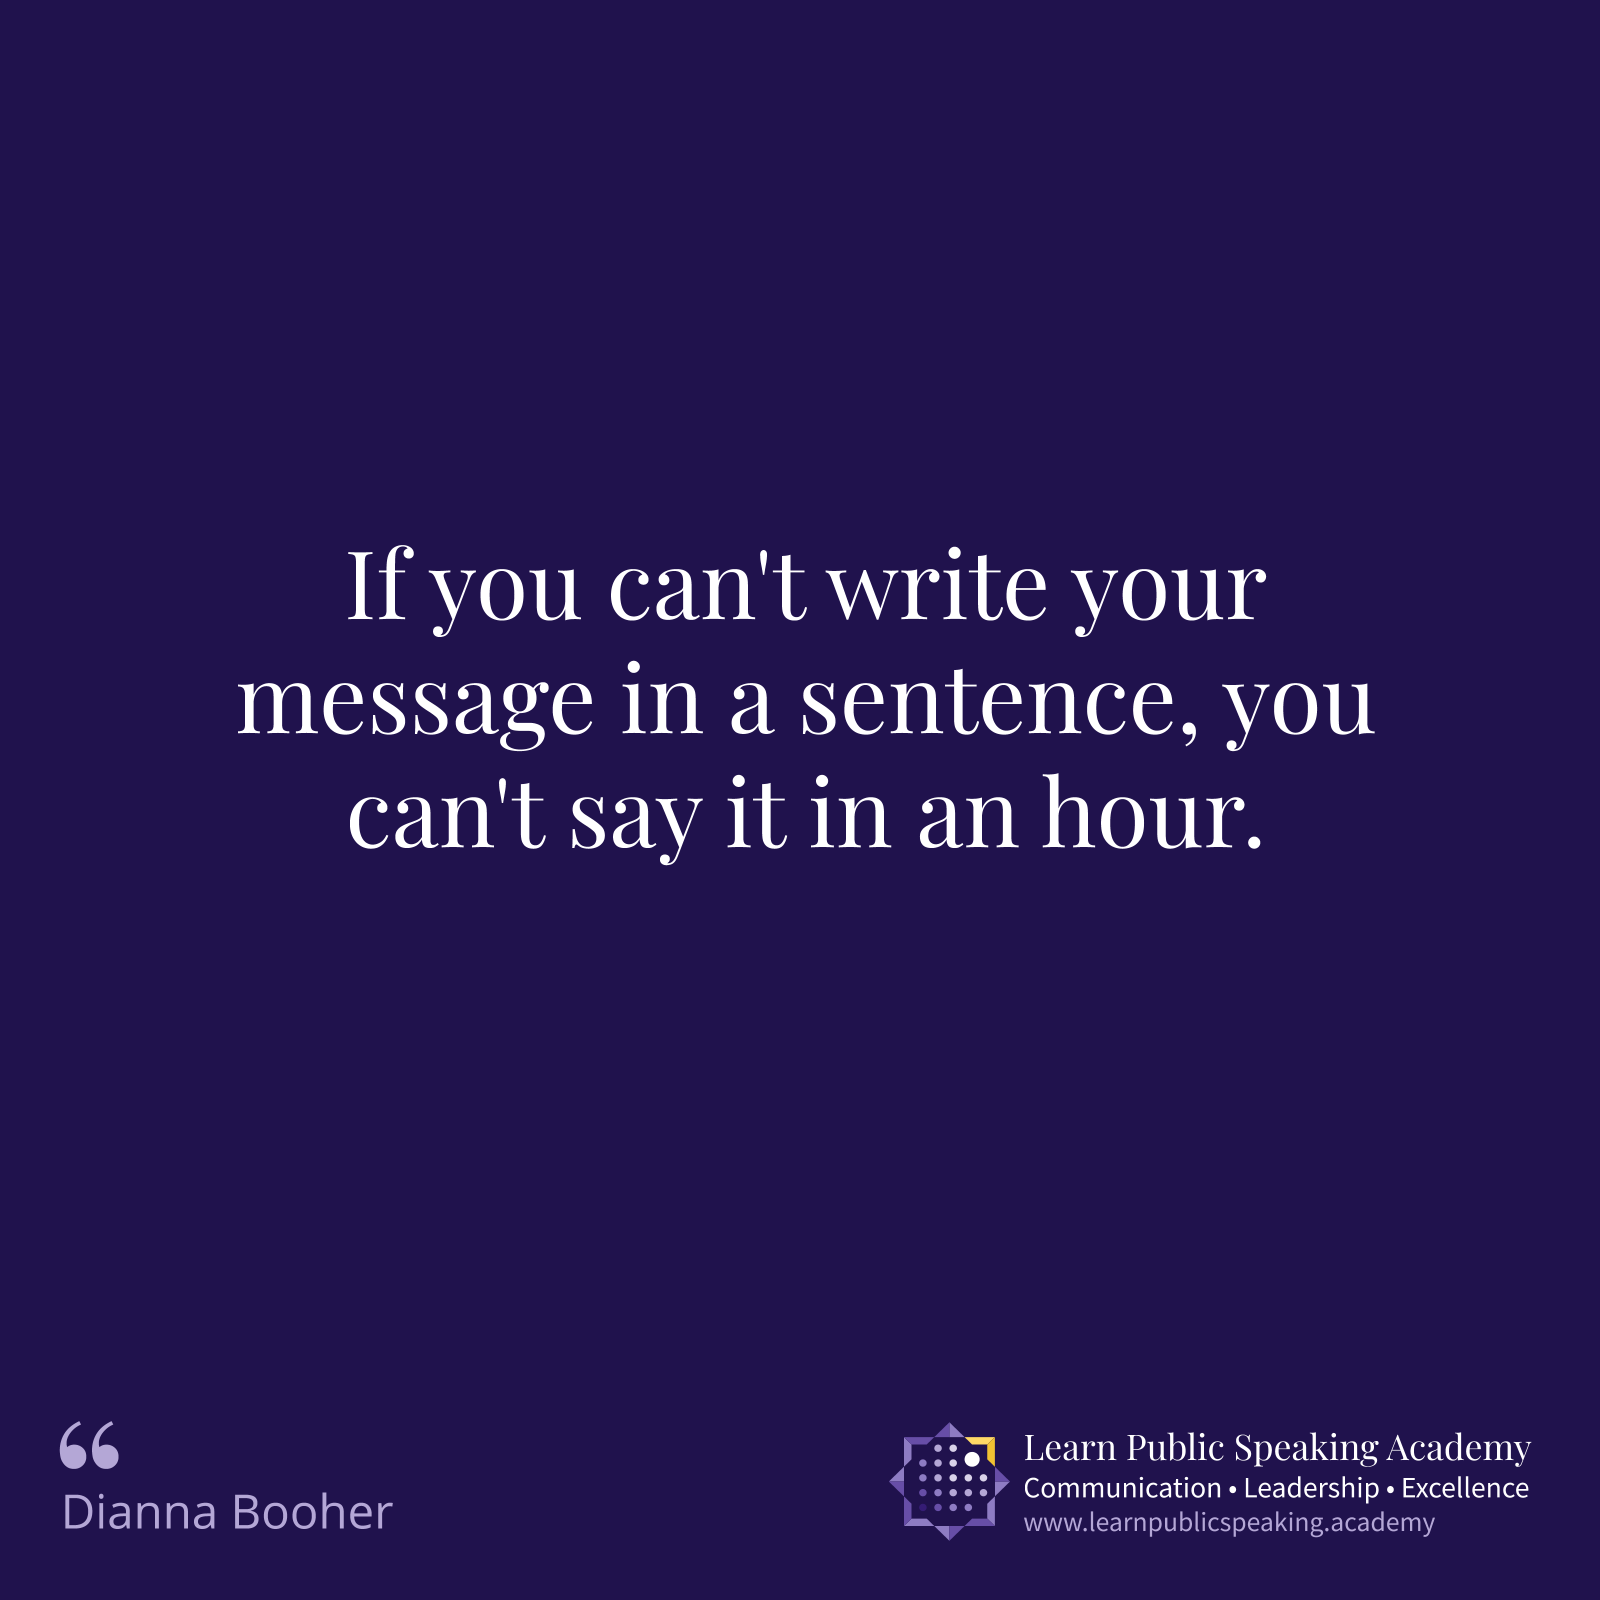 If you can't write your
message in a sentence, you
can't say it in an hour.
“
Dianna Booher
Learn Public Speaking Academy
Communication • Leadership • Excellence
www.learnpublicspeaking.academy